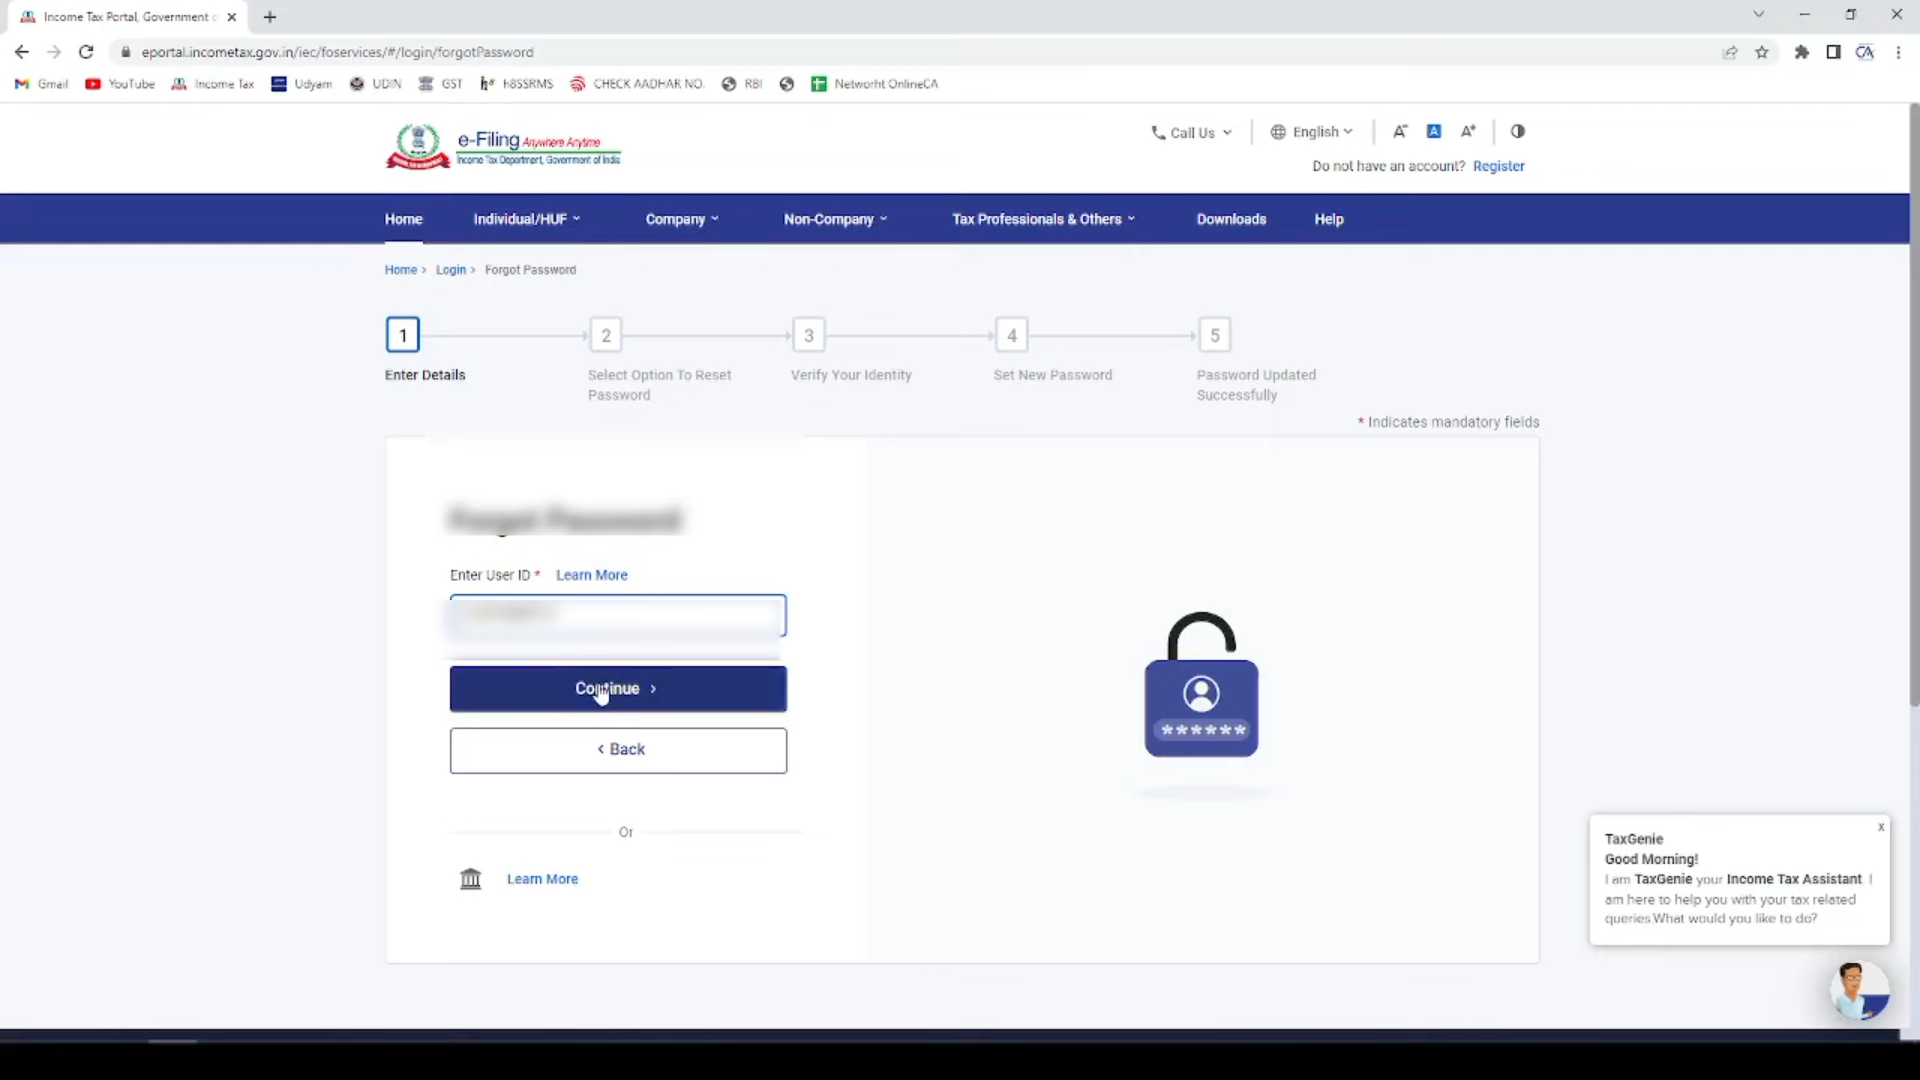 Income Tax Portal, Government
eportal.incometax.gov.in/iec/foservices/#/login/forgotPassword
Gmail YouTube Income Tax Udyam UDIN GST h8SSRMS CHECK AADHAR NO. RBI Networht OnlineCA
e-Filing Anywhere Anytime
Income Tax Department, Government of India
Call Us English A- A A+
Do not have an account? Register
Home Individual/HUF Company Non-Company Tax Professionals & Others Downloads Help
Home > Login > Forgot Password
1 2 3 4 5
Enter Details Select Option To Reset Password Verify Your Identity Set New Password Password Updated Successfully
* Indicates mandatory fields
Forgot Password
Enter User ID * Learn More
Continue >
< Back
Or
Learn More
******
x
TaxGenie
Good Morning!
I am TaxGenie your Income Tax Assistant. I
am here to help you with your tax related
queries.What would you like to do?